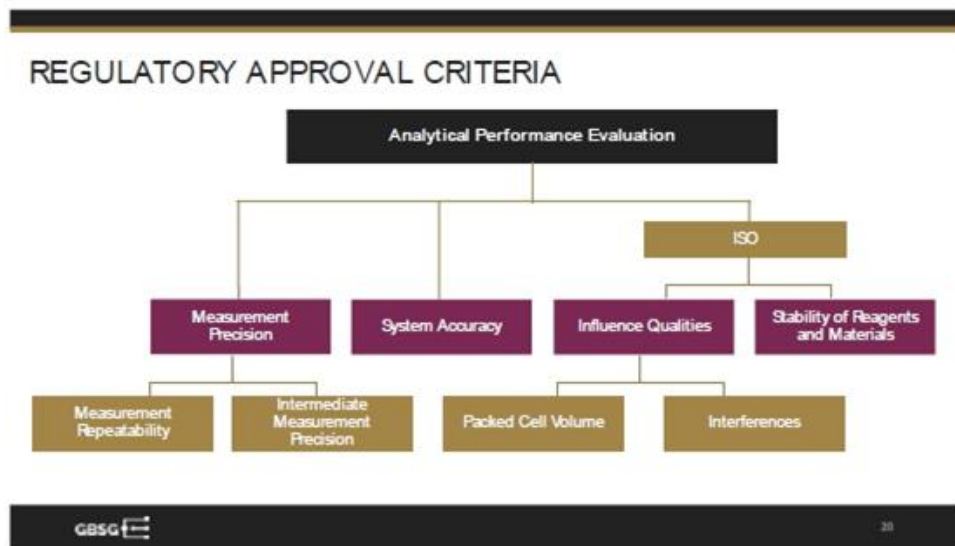 REGULATORY APPROVAL CRITERIA
Analytical Performance Evaluation
ISO
Measurement
Precision
System Accuracy
Influence Qualities
Stability of Reagents
and Materials
Measurement
Repeatability
Intermediate
Measurement
Precision
Packed Cell Volume
Interferences
GBSG
20